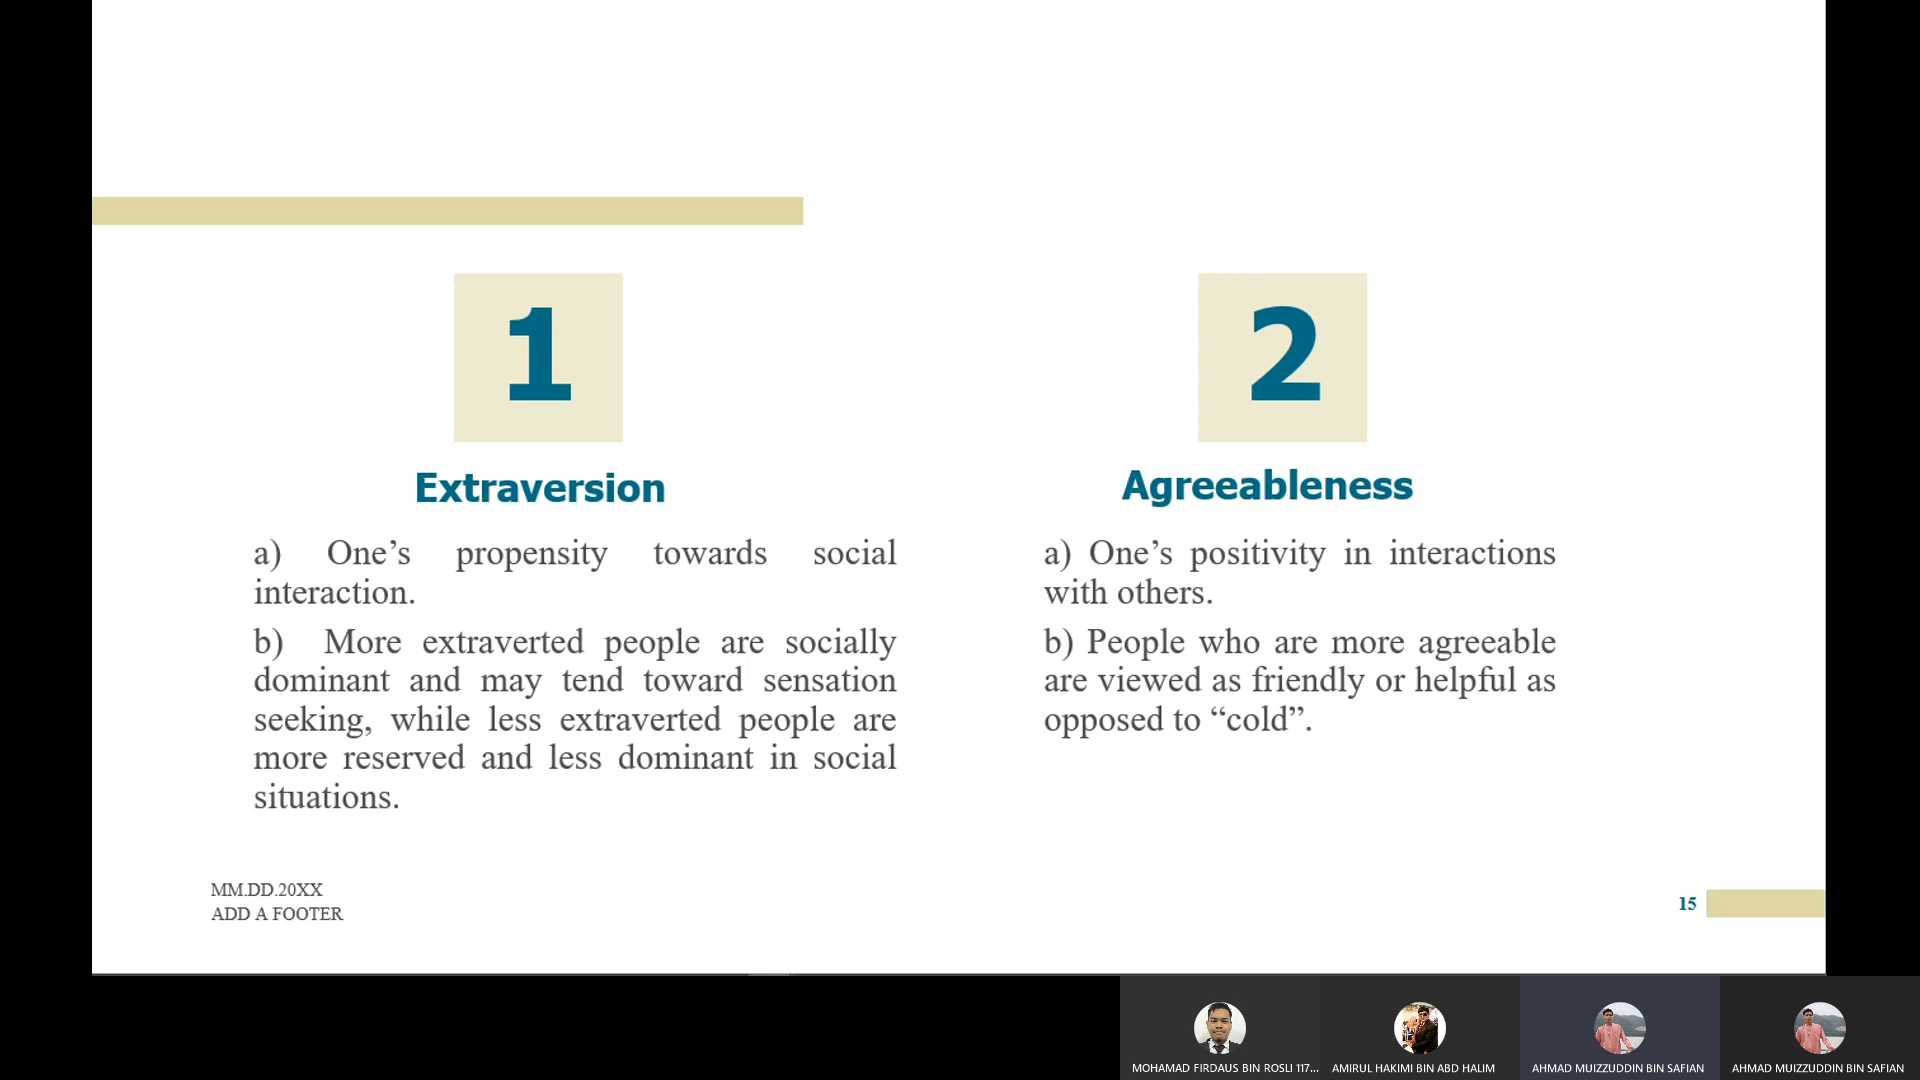 1
Extraversion
a) One’s propensity towards social
interaction.
b) More extraverted people are socially
dominant and may tend toward sensation
seeking, while less extraverted people are
more reserved and less dominant in social
situations.
2
Agreeableness
a) One’s positivity in interactions
with others.
b) People who are more agreeable
are viewed as friendly or helpful as
opposed to “cold”.
MM.DD.20XX
ADD A FOOTER
15
MOHAMAD FIRDAUS BIN ROSLI 117...
AMIRUL HAKIMI BIN ABD HALIM
AHMAD MUIZZUDDIN BIN SAFIAN
AHMAD MUIZZUDDIN BIN SAFIAN